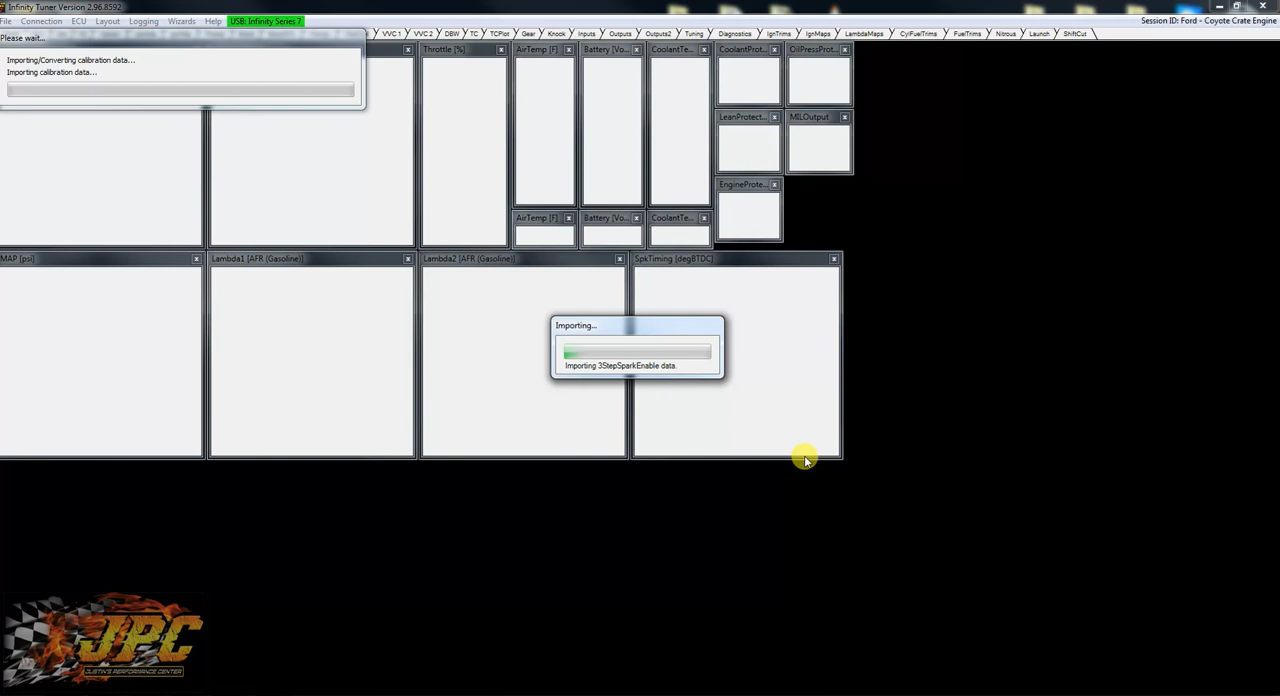 Infinity Tuner Version 2.96.8592
File Connection ECU Layout Logging Wizards Help USB: Infinity Series 7
Session ID: Ford - Coyote Crate Engine
VVC 1 VVC 2 DBW TC TCPlot Gear Knock Inputs Outputs Outputs2 Tuning Diagnostics IgnTrims IgnMaps LambdaMaps CylFuelTrims FuelTrims Nitrous Launch ShiftCut
Please wait...
Importing/Converting calibration data...
Importing calibration data...
Throttle [%] AirTemp [F] Battery [Vo... CoolantTe... CoolantProt... OilPressProt...
LeanProtect... MILOutput
EngineProte...
AirTemp [F] Battery [Vo... CoolantTe...
MAP [psi] Lambda1 [AFR (Gasoline)] Lambda2 [AFR (Gasoline)] SpkTiming [degBTDC]
Importing...
Importing 3StepSparkEnable data.
JPC
JUSTIN'S PERFORMANCE CENTER